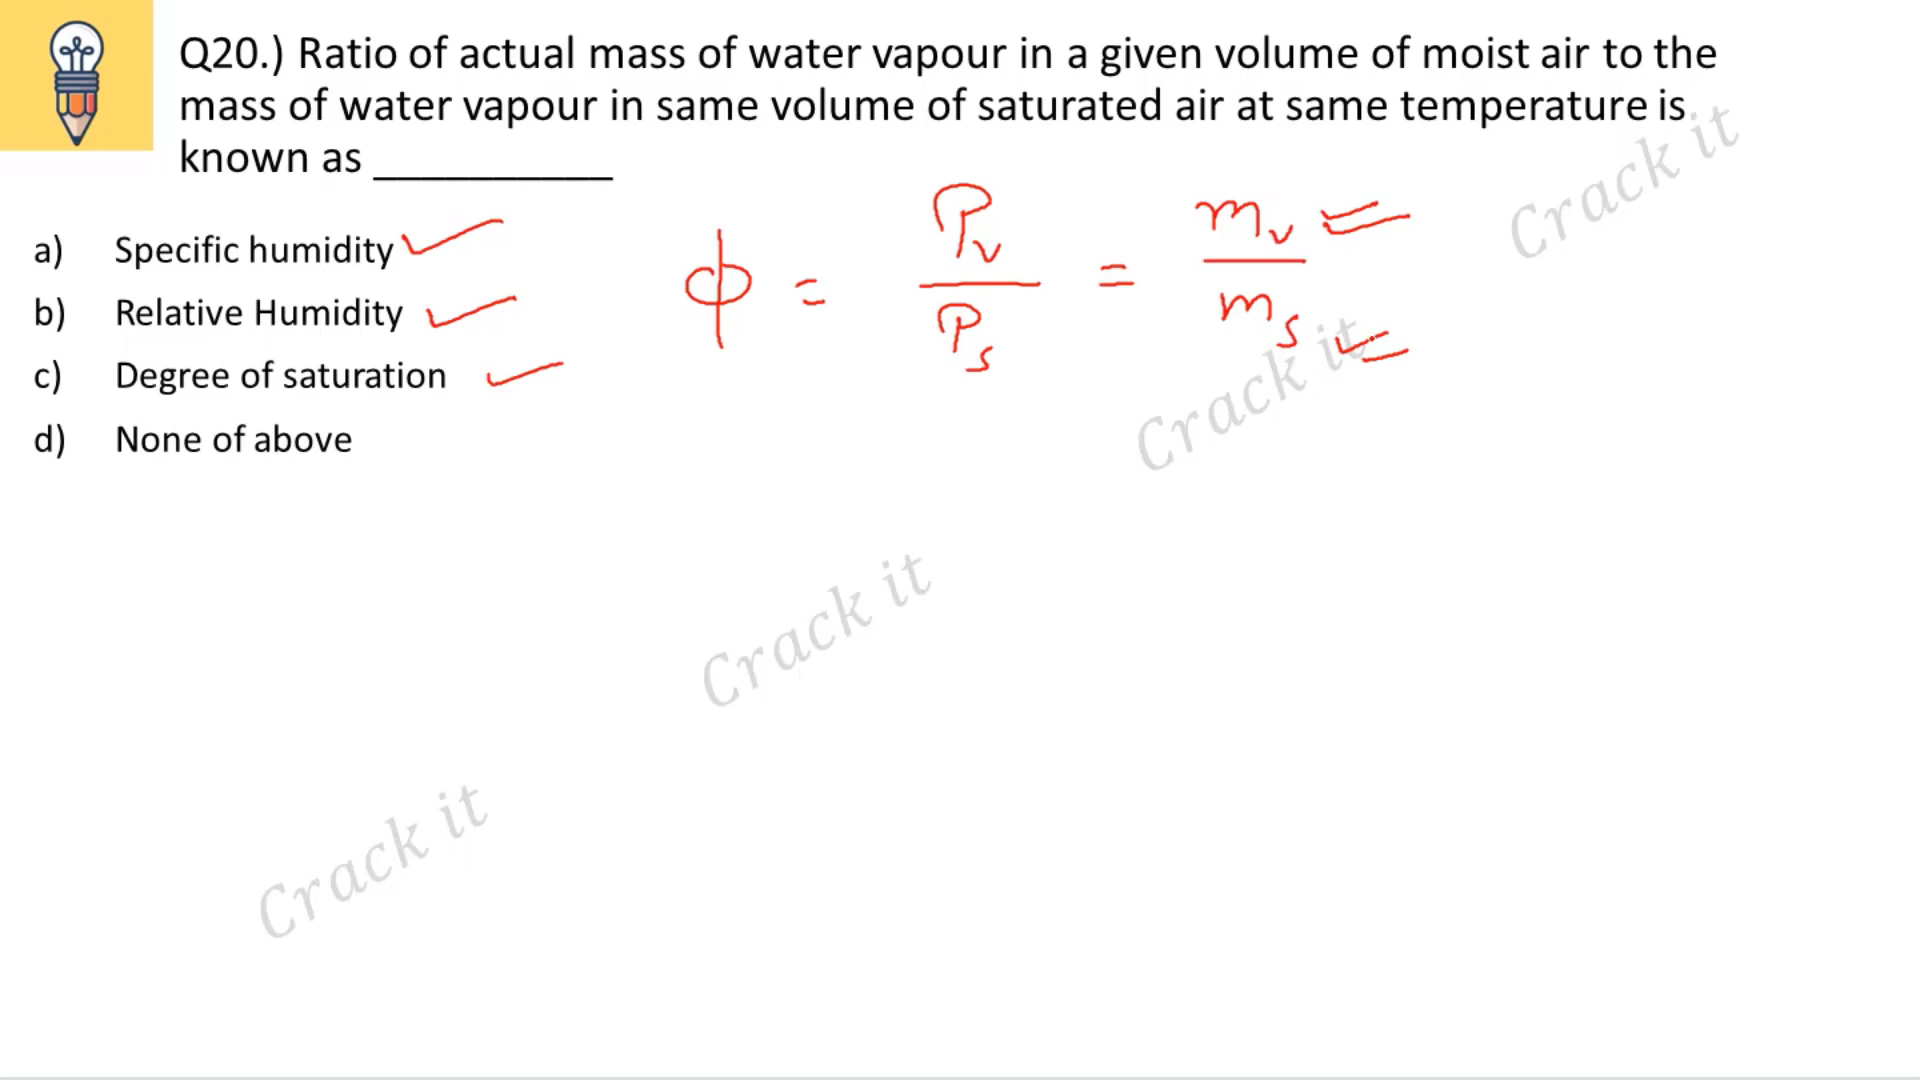 Q20.) Ratio of actual mass of water vapour in a given volume of moist air to the
mass of water vapour in same volume of saturated air at same temperature is
known as __________
a) Specific humidity
b) Relative Humidity
c) Degree of saturation
d) None of above
ϕ = Pv/Ps = mv/ms
Crack it
Crack it
Crack it
Crack it